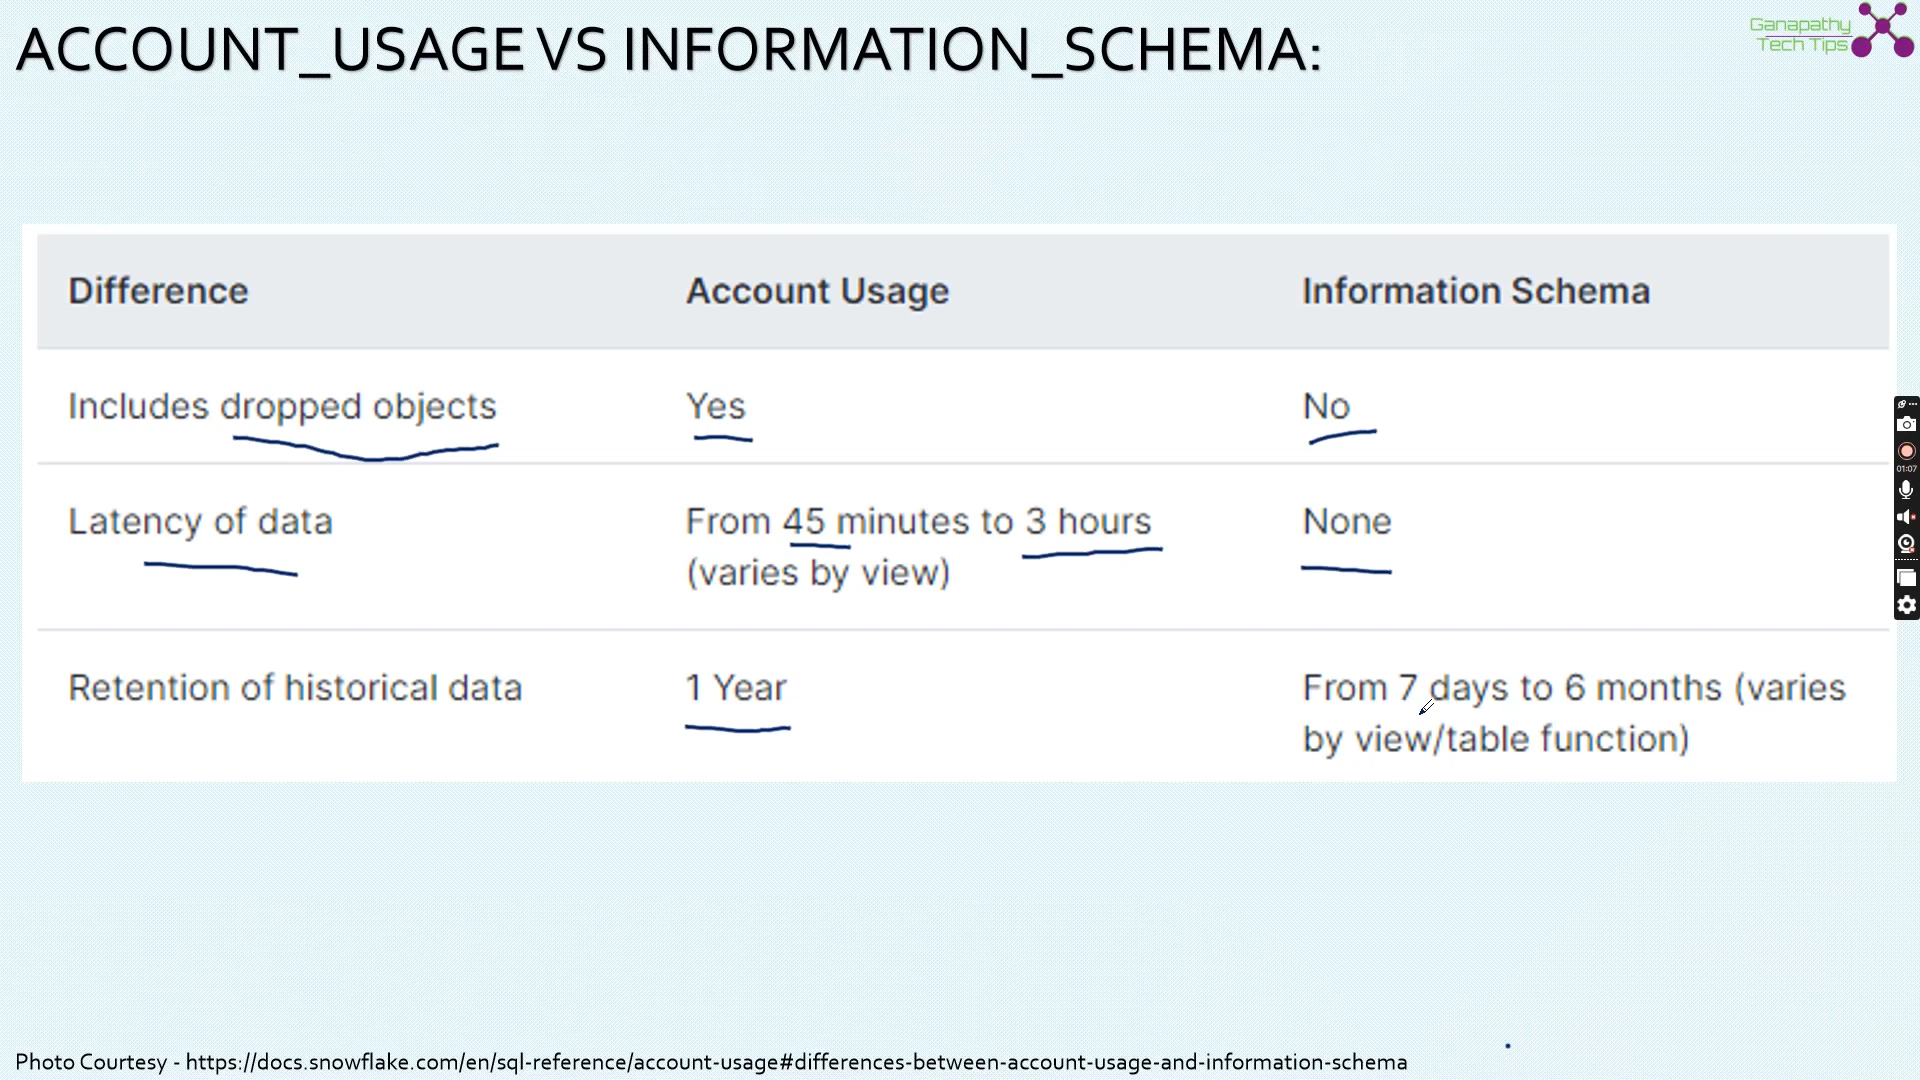 ACCOUNT_USAGE VS INFORMATION_SCHEMA:
Ganapathy
Tech Tips
Difference Account Usage Information Schema
Includes dropped objects Yes No
Latency of data From 45 minutes to 3 hours None
(varies by view)
Retention of historical data 1 Year From 7 days to 6 months (varies
by view/table function)
01:07
Photo Courtesy - https://docs.snowflake.com/en/sql-reference/account-usage#differences-between-account-usage-and-information-schema